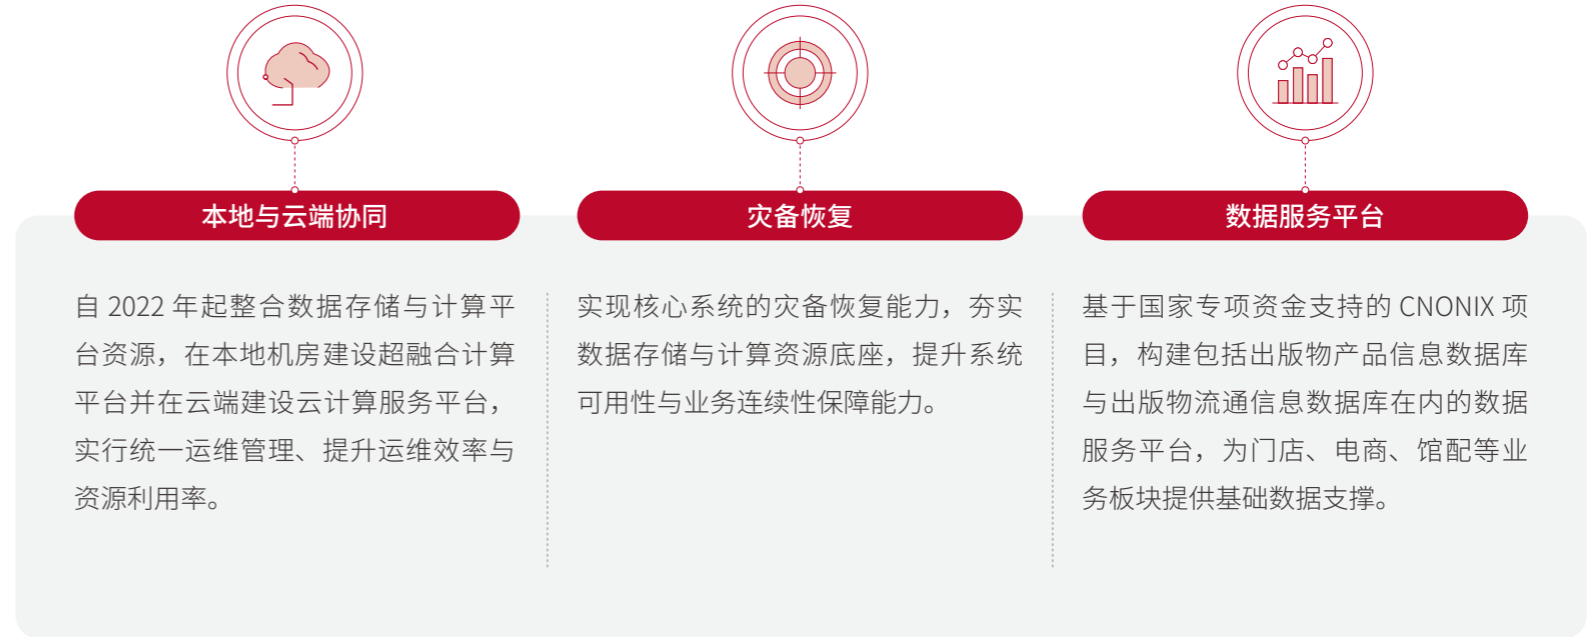 本地与云端协同
自 2022 年起整合数据存储与计算平
台资源，在本地机房建设超融合计算
平台并在云端建设云计算服务平台，
实行统一运维管理、提升运维效率与
资源利用率。
灾备恢复
实现核心系统的灾备恢复能力，夯实
数据存储与计算资源底座，提升系统
可用性与业务连续性保障能力。
数据服务平台
基于国家专项资金支持的 CNONIX 项
目，构建包括出版物产品信息数据库
与出版物流通信息数据库在内的数据
服务平台，为门店、电商、馆配等业
务板块提供基础数据支撑。